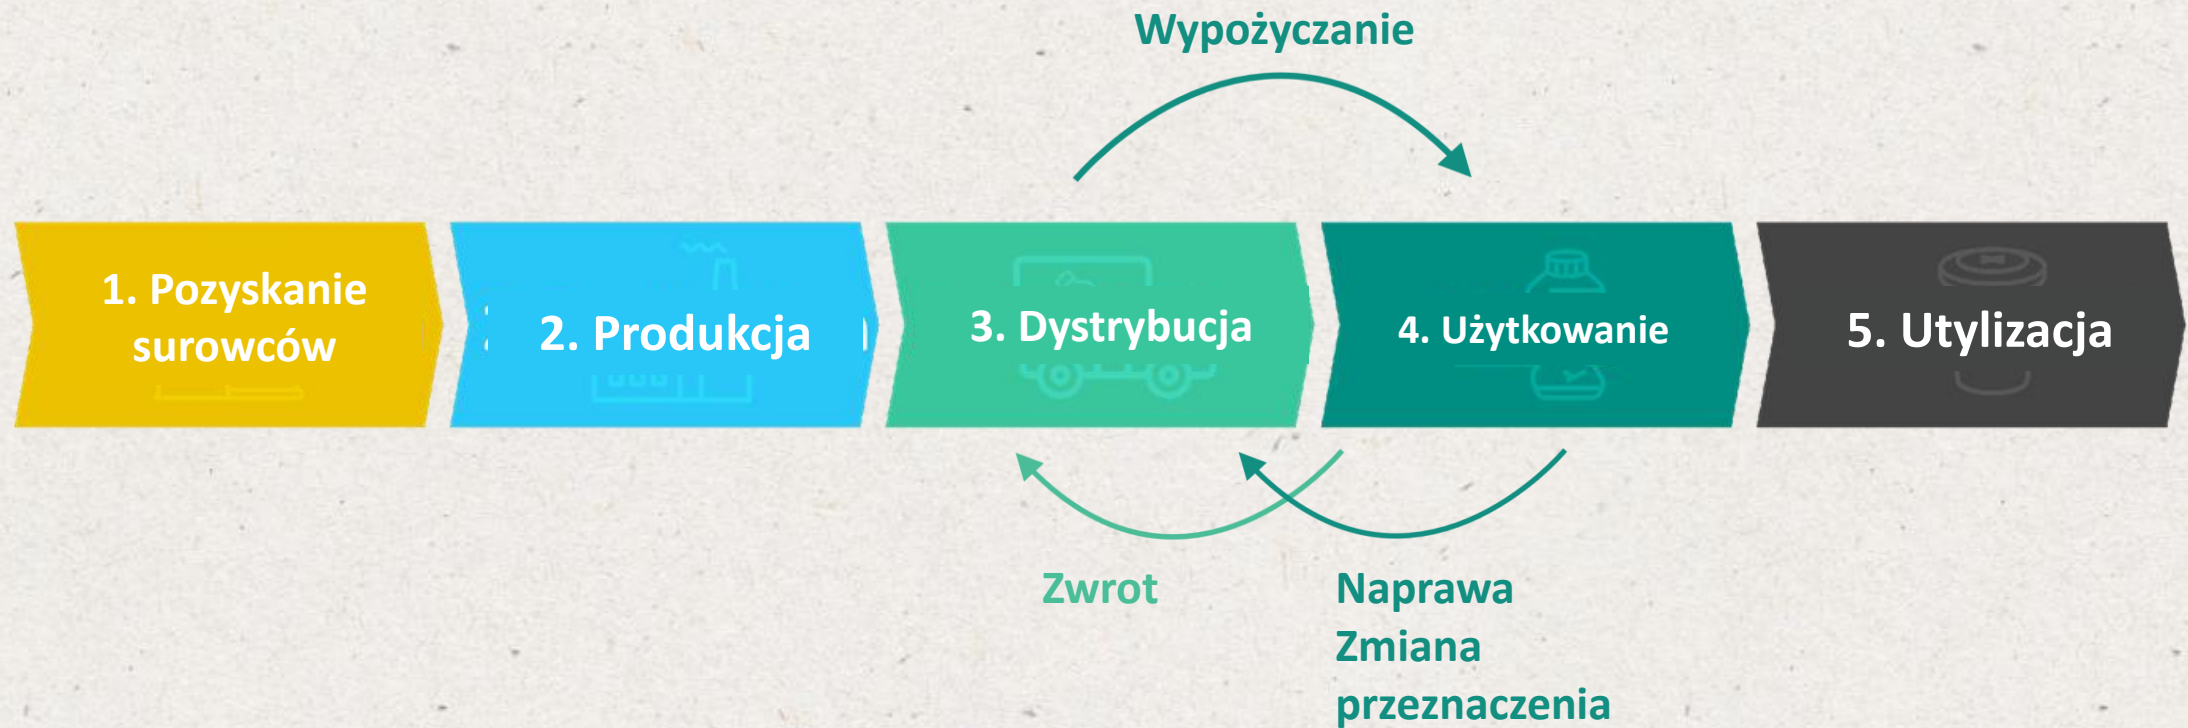 Wypożyczanie
1. Pozyskanie
surowców
2. Produkcja
3. Dystrybucja
4. Użytkowanie
5. Utylizacja
Zwrot
Naprawa
Zmiana
przeznaczenia